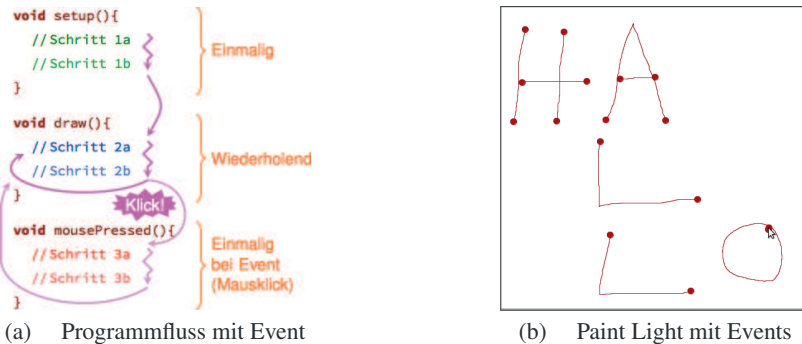 void setup(){
//Schritt 1a
//Schritt 1b
}
Einmalig
void draw(){
//Schritt 2a
//Schritt 2b
}
Wiederholend
Klick!
void mousePressed(){
//Schritt 3a
//Schritt 3b
}
Einmalig
bei Event
(Mausklick)
(a) Programmfluss mit Event
H A
L
L O
(b) Paint Light mit Events